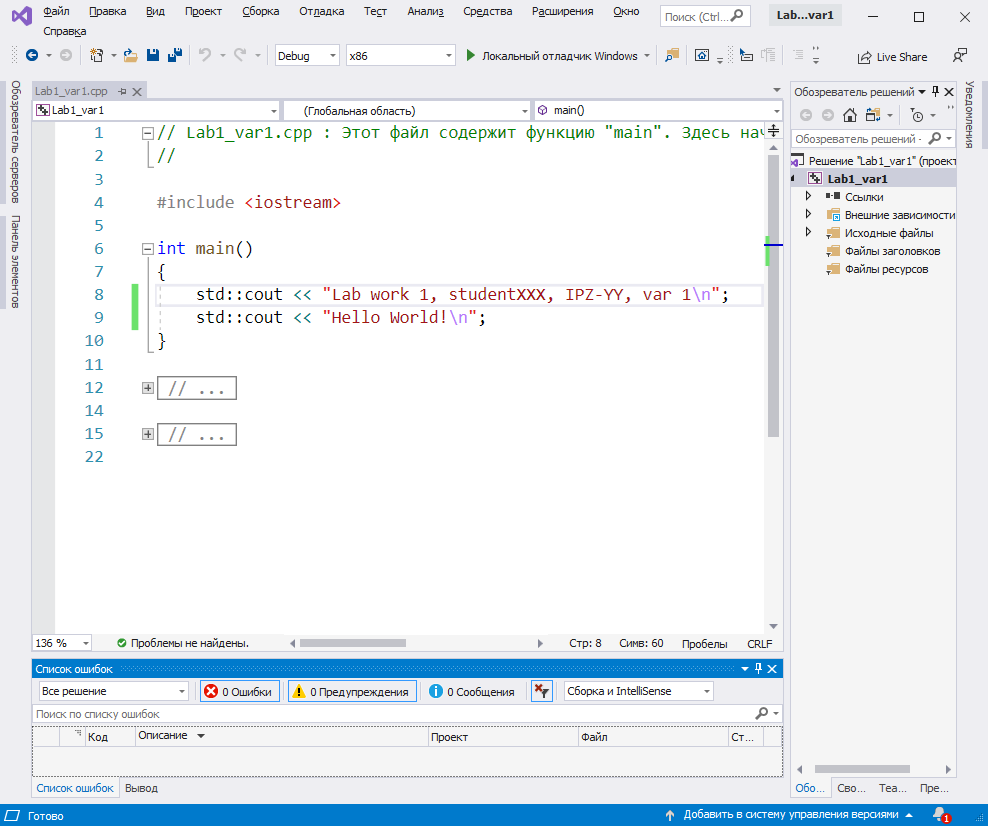 Файл Правка Вид Проект Сборка Отладка Тест Анализ Средства Расширения Окно
Поиск (Ctrl...
Lab...var1
Справка
Debug x86 Локальный отладчик Windows Live Share
Обозреватель серверов
Панель элементов
Lab1_var1.cpp
Lab1_var1 (Глобальная область) main()
1 // Lab1_var1.cpp : Этот файл содержит функцию "main". Здесь нач
2 //
3
4 #include <iostream>
5
6 int main()
7 {
8 std::cout << "Lab work 1, studentXXX, IPZ-YY, var 1\n";
9 std::cout << "Hello World!\n";
10 }
11
12 // ...
14
15 // ...
22
136 % Проблемы не найдены. Стр: 8 Симв: 60 Пробелы CRLF
Список ошибок
Все решение 0 Ошибки 0 Предупреждения 0 Сообщения Сборка и IntelliSense
Поиск по списку ошибок
Код Описание Проект Файл Ст...
Список ошибок Вывод
Обозреватель решений
Обозреватель решений -
Решение "Lab1_var1" (проект
Lab1_var1
Ссылки
Внешние зависимости
Исходные файлы
Файлы заголовков
Файлы ресурсов
Обо... Сво... Теа... Пре...
Уведомления
Готово Добавить в систему управления версиями 1